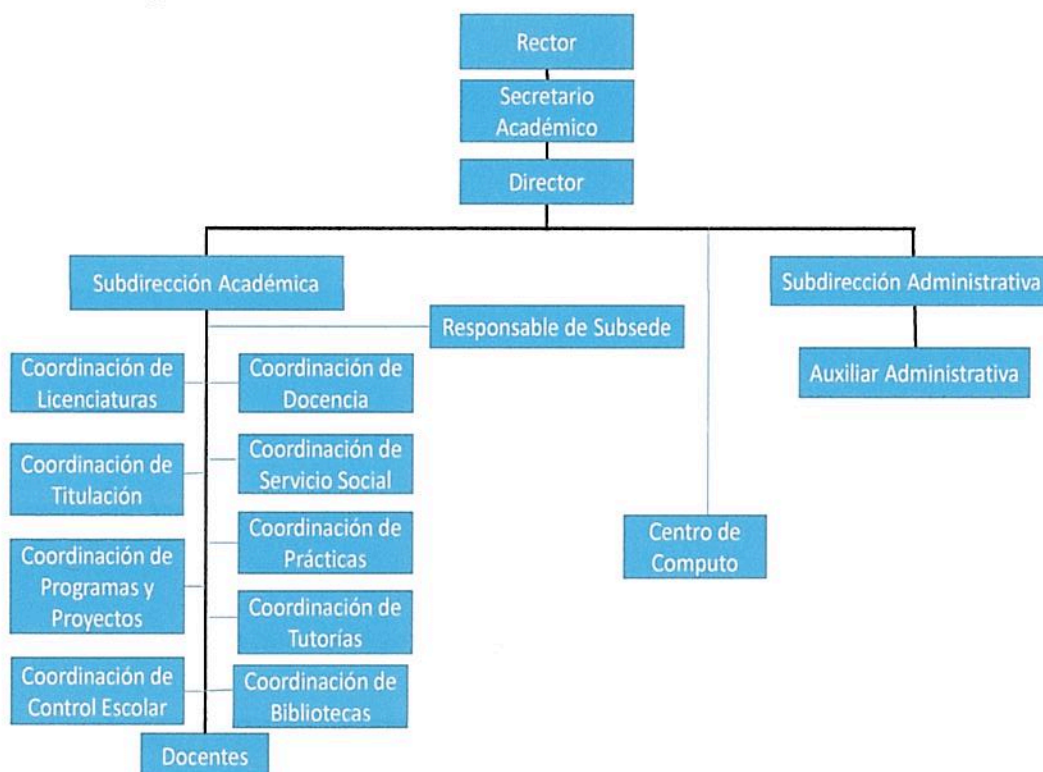 Rector
Secretario
Académico
Director
Subdirección Académica
Subdirección Administrativa
Responsable de Subsede
Auxiliar Administrativa
Coordinación de
Licenciaturas
Coordinación de
Docencia
Coordinación de
Titulación
Coordinación de
Servicio Social
Coordinación de
Prácticas
Centro de
Computo
Coordinación de
Programas y
Proyectos
Coordinación de
Tutorías
Coordinación de
Control Escolar
Coordinación de
Bibliotecas
Docentes